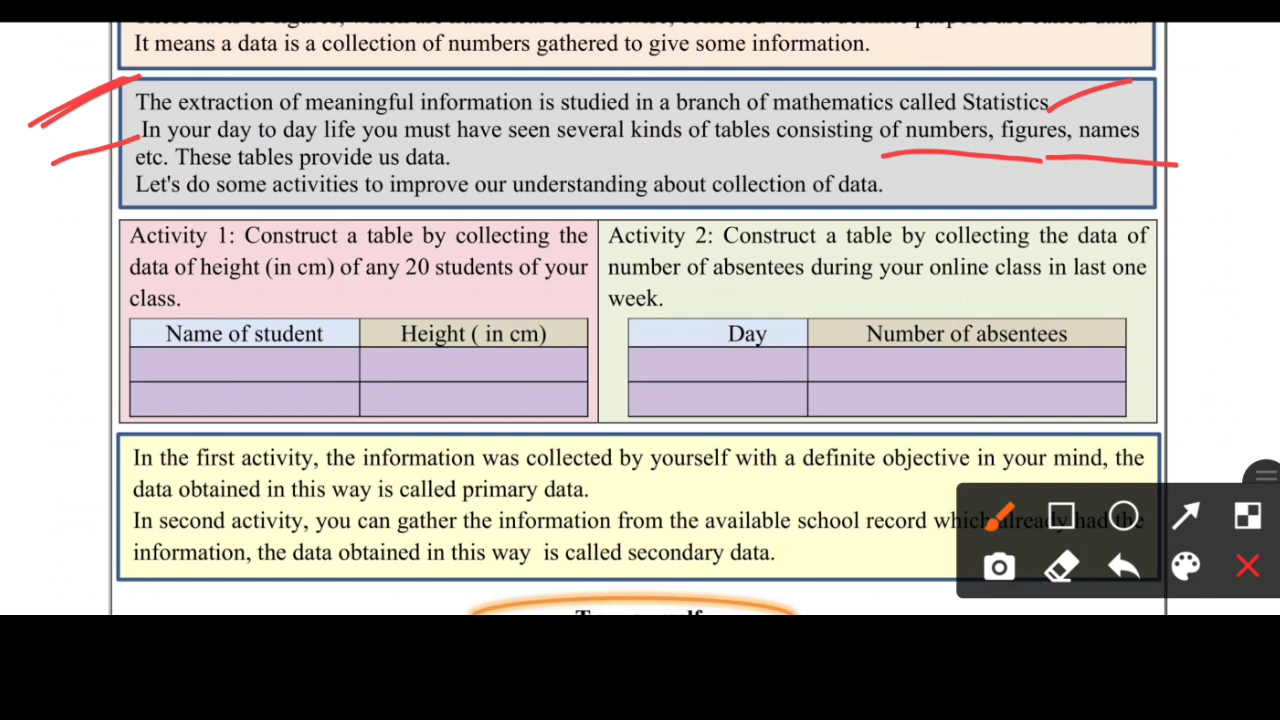 It means a data is a collection of numbers gathered to give some information.
The extraction of meaningful information is studied in a branch of mathematics called Statistics
In your day to day life you must have seen several kinds of tables consisting of numbers, figures, names
etc. These tables provide us data.
Let's do some activities to improve our understanding about collection of data.
Activity 1: Construct a table by collecting the
data of height (in cm) of any 20 students of your
class.
Name of student Height ( in cm)
Activity 2: Construct a table by collecting the data of
number of absentees during your online class in last one
week.
Day Number of absentees
In the first activity, the information was collected by yourself with a definite objective in your mind, the
data obtained in this way is called primary data.
In second activity, you can gather the information from the available school record which already had the
information, the data obtained in this way is called secondary data.